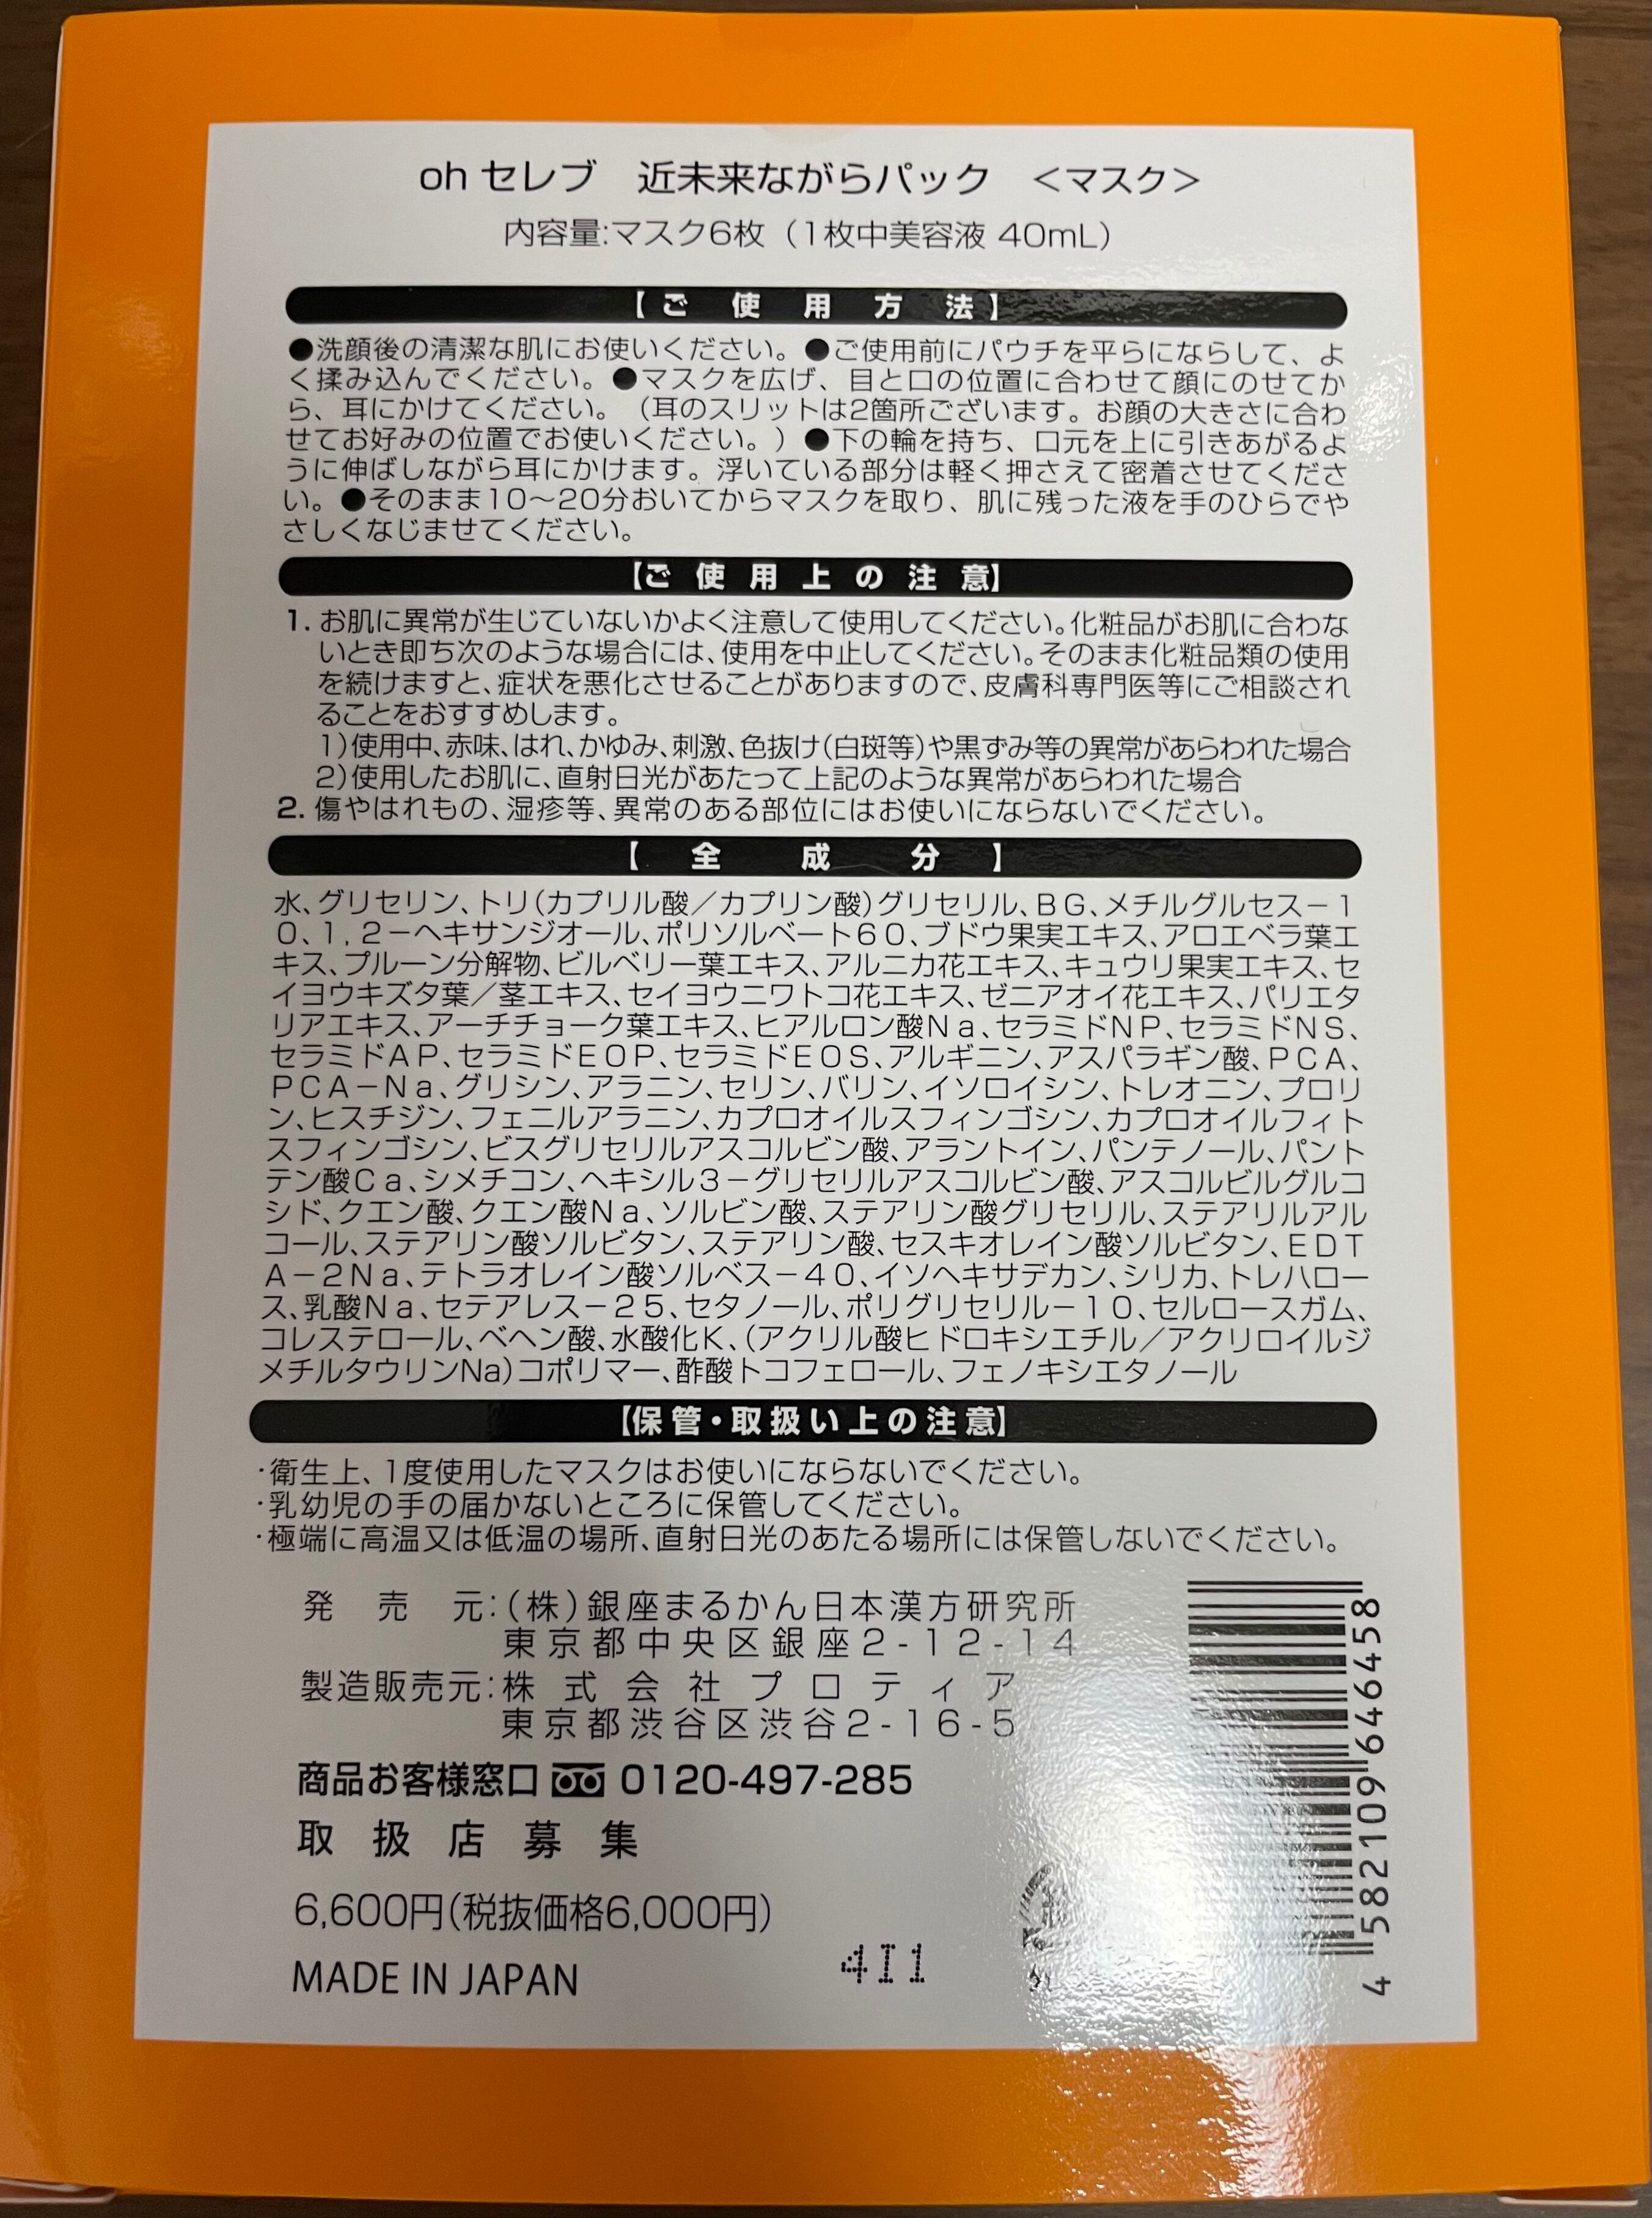 oh セレブ　近未来ながらパック　＜マスク＞
内容量:マスク6枚（1枚中美容液 40mL）
【ご使用方法】
●洗顔後の清潔な肌にお使いください。●ご使用前にパウチを平らにならして、よ
く揉み込んでください。●マスクを広げ、目と口の位置に合わせて顔にのせてか
ら、耳にかけてください。（耳のスリットは2箇所ございます。お顔の大きさに合わ
せてお好みの位置でお使いください。）●下の輪を持ち、口元を上に引きあがるよ
うに伸ばしながら耳にかけます。浮いている部分は軽く押さえて密着させてくださ
い。●そのまま10～20分おいてからマスクを取り、肌に残った液を手のひらでや
さしくなじませてください。
【ご使用上の注意】
1. お肌に異常が生じていないかよく注意して使用してください。化粧品がお肌に合わな
いとき即ち次のような場合には、使用を中止してください。そのまま化粧品類の使用
を続けますと、症状を悪化させることがありますので、皮膚科専門医等にご相談され
ることをおすすめします。
1)使用中、赤味、はれ、かゆみ、刺激、色抜け(白斑等)や黒ずみ等の異常があらわれた場合
2)使用したお肌に、直射日光があたって上記のような異常があらわれた場合
2. 傷やはれもの、湿疹等、異常のある部位にはお使いにならないでください。
【全成分】
水、グリセリン、トリ(カプリル酸／カプリン酸)グリセリル、ＢＧ、メチルグルセス－１
０、１,２－ヘキサンジオール、ポリソルベート６０、ブドウ果実エキス、アロエベラ葉エ
キス、プルーン分解物、ビルベリー葉エキス、アルニカ花エキス、キュウリ果実エキス、セ
イヨウキズタ葉／茎エキス、セイヨウニワトコ花エキス、ゼニアオイ花エキス、パリエタ
リアエキス、アーチチョーク葉エキス、ヒアルロン酸Ｎａ、セラミドＮＰ、セラミドＮＳ、
セラミドＡＰ、セラミドＥＯＰ、セラミドＥＯＳ、アルギニン、アスパラギン酸、ＰＣＡ、
ＰＣＡ－Ｎａ、グリシン、アラニン、セリン、バリン、イソロイシン、トレオニン、プロリ
ン、ヒスチジン、フェニルアラニン、カプロオイルスフィンゴシン、カプロオイルフィト
スフィンゴシン、ビスグリセリルアスコルビン酸、アラントイン、パンテノール、パント
テン酸Ｃａ、シメチコン、ヘキシル３－グリセリルアスコルビン酸、アスコルビルグルコ
シド、クエン酸、クエン酸Ｎａ、ソルビン酸、ステアリン酸グリセリル、ステアリルアル
コール、ステアリン酸ソルビタン、ステアリン酸、セスキオレイン酸ソルビタン、ＥＤＴ
Ａ－２Ｎａ、テトラオレイン酸ソルベス－４０、イソヘキサデカン、シリカ、トレハロー
ス、乳酸Ｎａ、セテアレス－２５、セタノール、ポリグリセリル－１０、セルロースガム、
コレステロール、ベヘン酸、水酸化Ｋ、(アクリル酸ヒドロキシエチル／アクリロイルジ
メチルタウリンNa)コポリマー、酢酸トコフェロール、フェノキシエタノール
【保管・取扱い上の注意】
・衛生上、1度使用したマスクはお使いにならないでください。
・乳幼児の手の届かないところに保管してください。
・極端に高温又は低温の場所、直射日光のあたる場所には保管しないでください。
発売元:(株)銀座まるかん日本漢方研究所
東京都中央区銀座2-12-14
製造販売元:株式会社プロティア
東京都渋谷区渋谷2-16-5
商品お客様窓口 0120-497-285
取扱店募集
6,600円(税抜価格6,000円)
MADE IN JAPAN
4I1
4 582109 646458